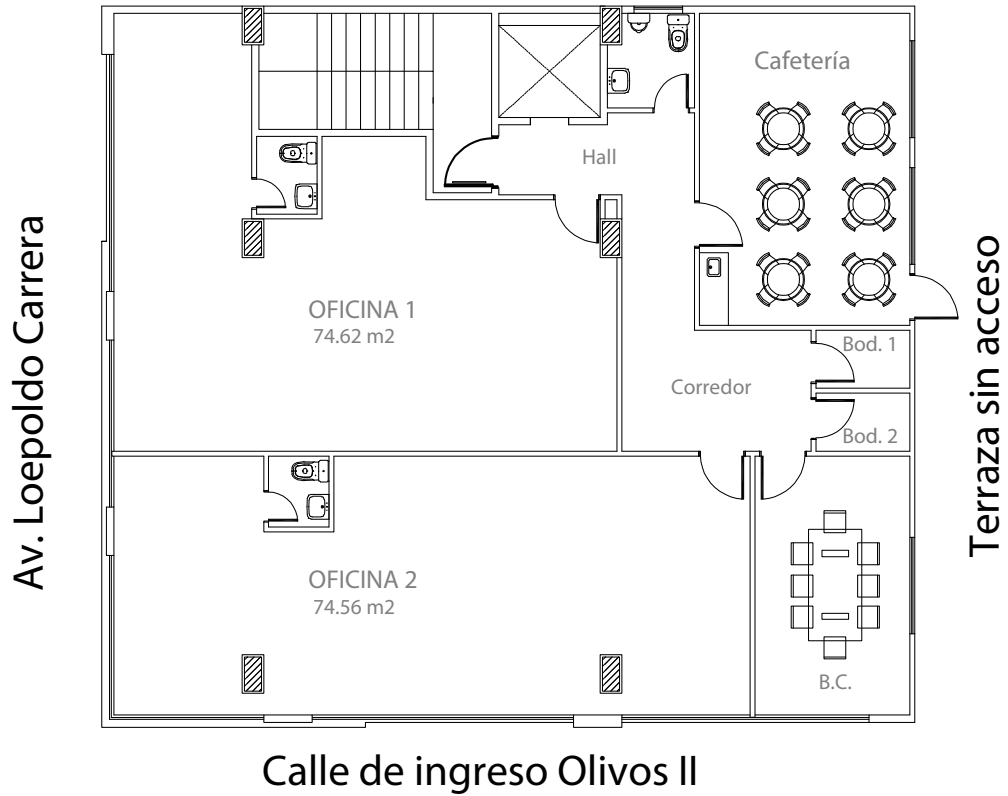 Cafetería
Hall
Av. Loepoldo Carrera
Terraza sin acceso
OFICINA 1
74.62 m2
Bod. 1
Corredor
Bod. 2
OFICINA 2
74.56 m2
B.C.
Calle de ingreso Olivos II